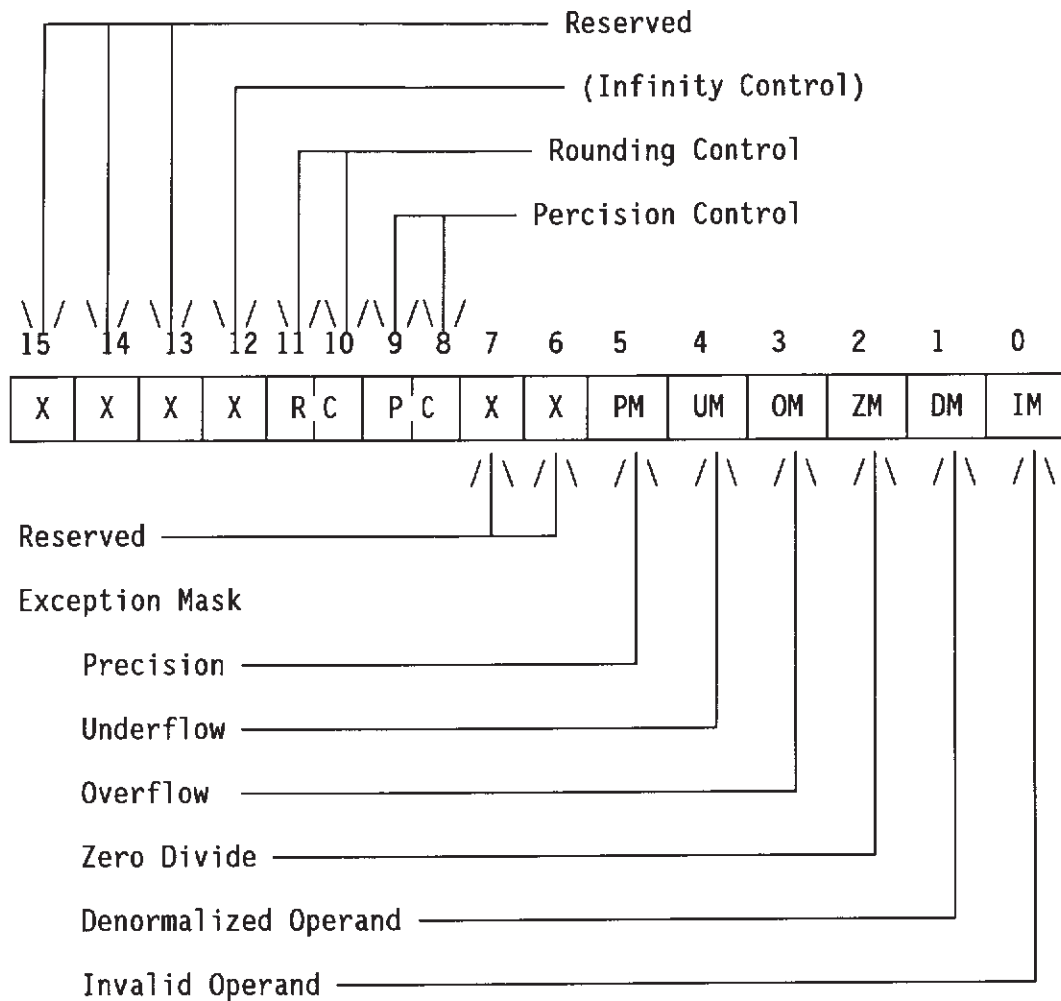 Reserved
(Infinity Control)
Rounding Control
Percision Control
15 14 13 12 11 10 9 8 7 6 5 4 3 2 1 0
X X X X R C P C X X PM UM OM ZM DM IM
Reserved
Exception Mask
Precision
Underflow
Overflow
Zero Divide
Denormalized Operand
Invalid Operand